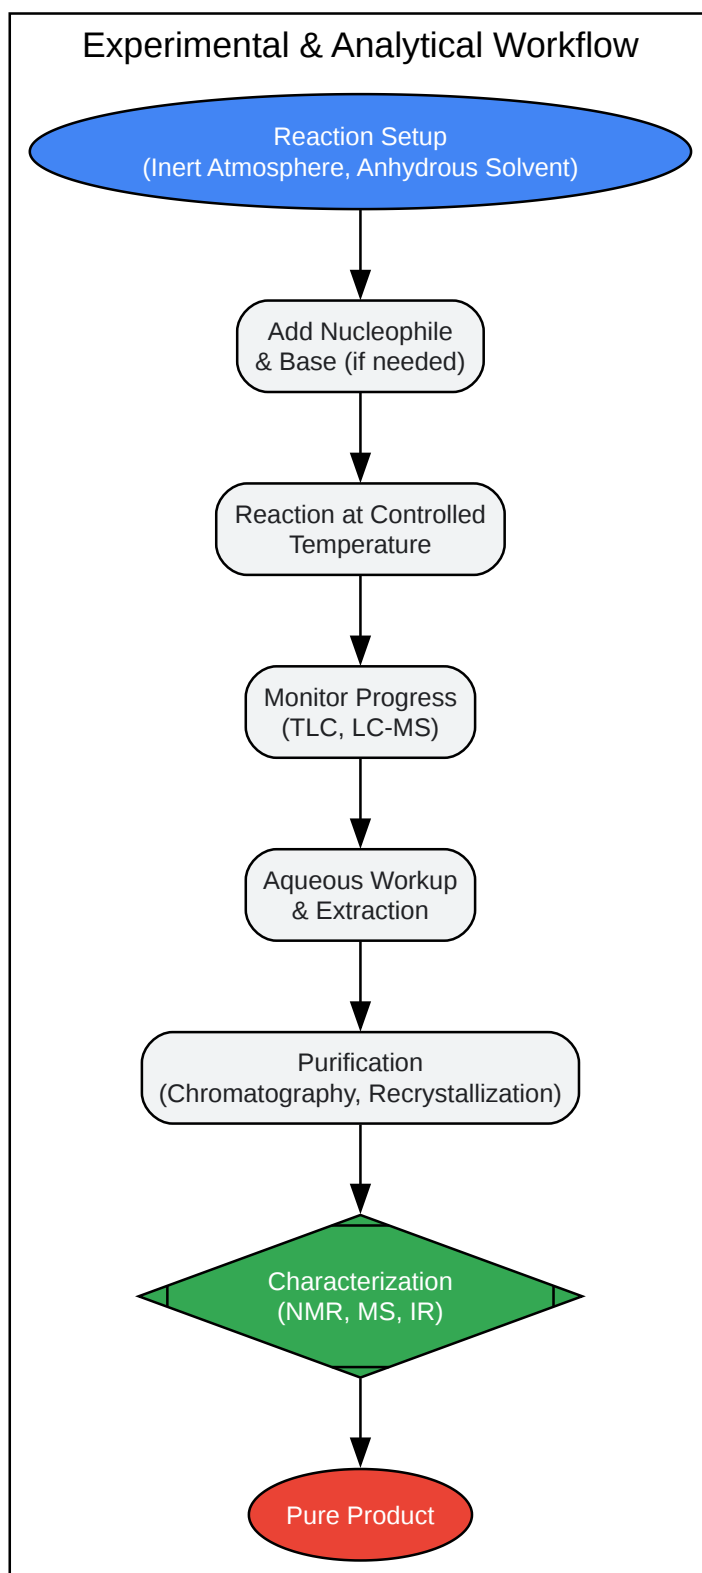 Experimental & Analytical Workflow
Reaction Setup
(Inert Atmosphere, Anhydrous Solvent)
Add Nucleophile
& Base (if needed)
Reaction at Controlled
Temperature
Monitor Progress
(TLC, LC-MS)
Aqueous Workup
& Extraction
Purification
(Chromatography, Recrystallization)
Characterization
(NMR, MS, IR)
Pure Product